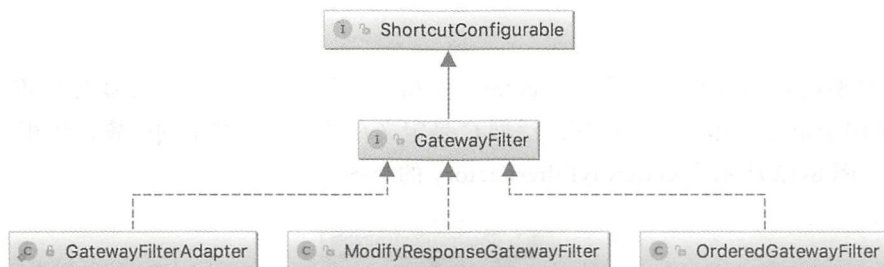 I ShortcutConfigurable
I GatewayFilter
C GatewayFilterAdapter
C ModifyResponseGatewayFilter
C OrderedGatewayFilter